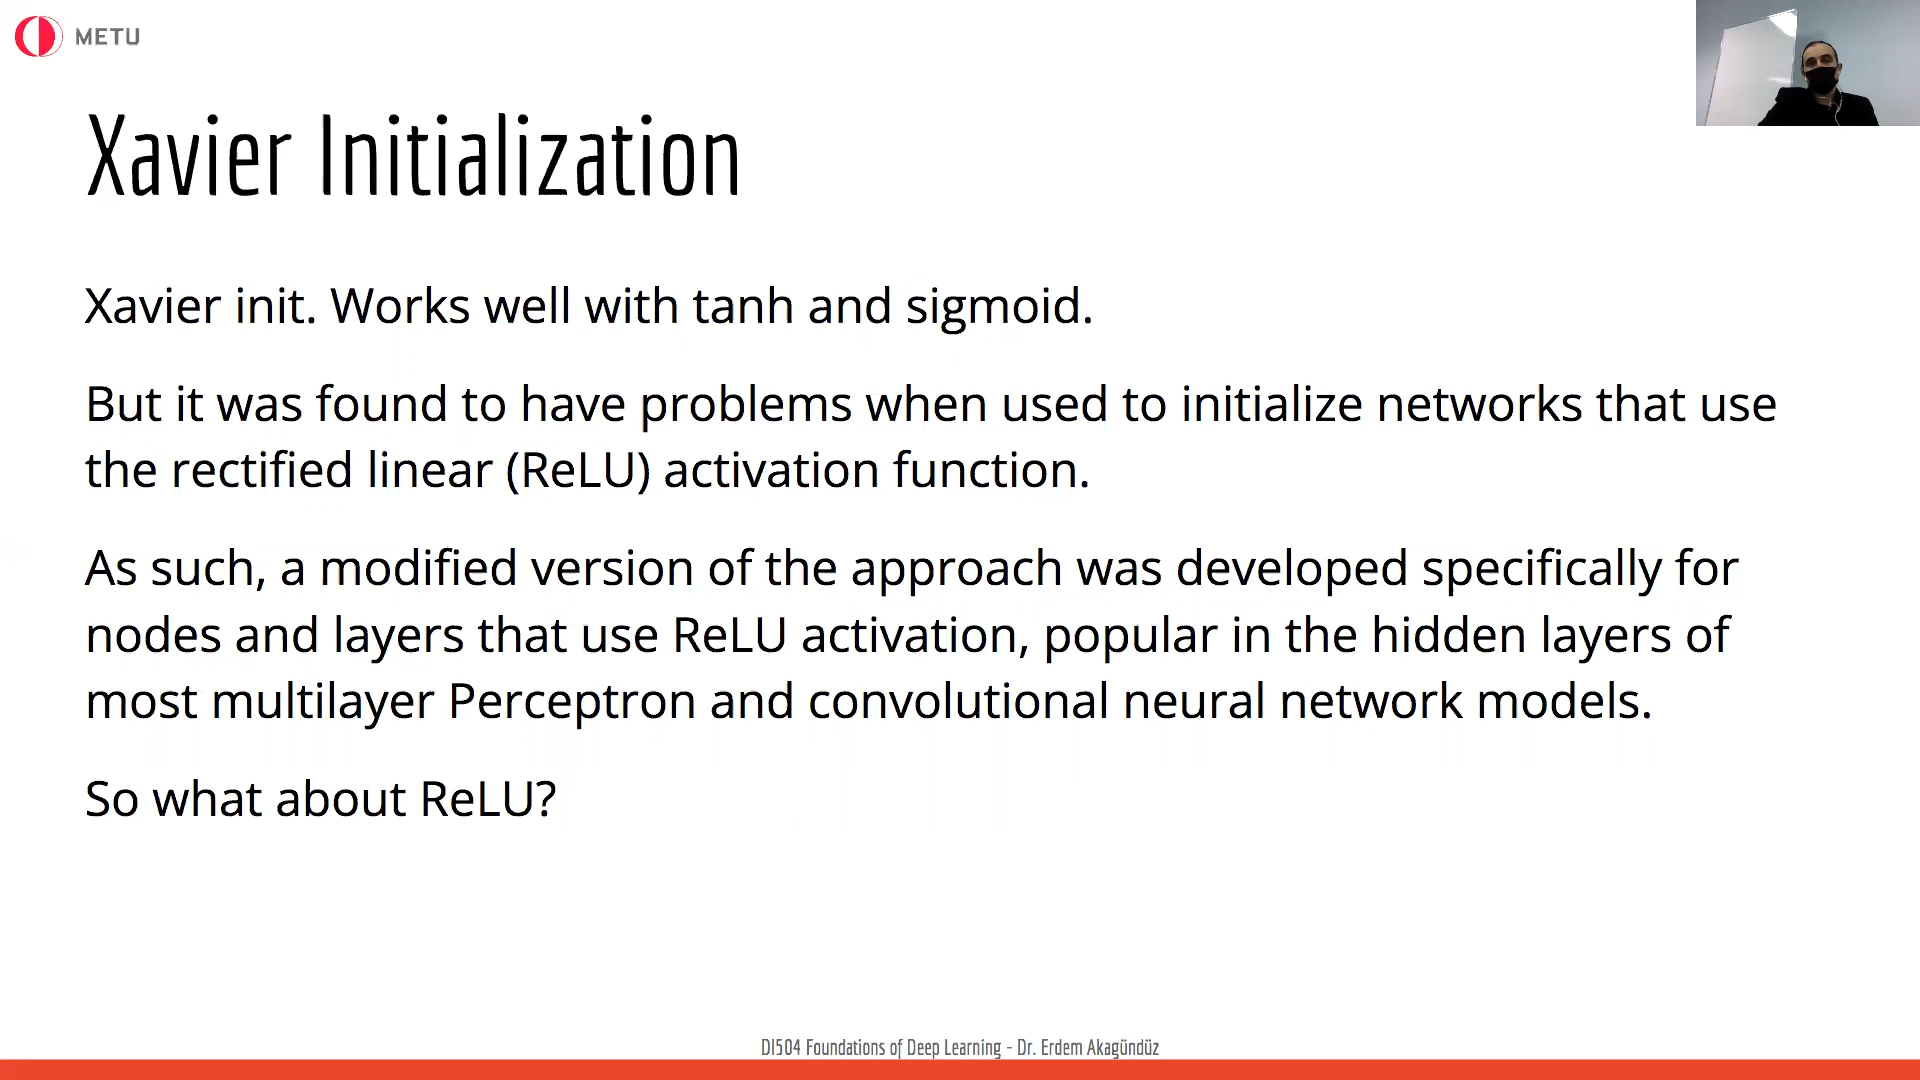 METU
Xavier Initialization
Xavier init. Works well with tanh and sigmoid.
But it was found to have problems when used to initialize networks that use
the rectified linear (ReLU) activation function.
As such, a modified version of the approach was developed specifically for
nodes and layers that use ReLU activation, popular in the hidden layers of
most multilayer Perceptron and convolutional neural network models.
So what about ReLU?
DI504 Foundations of Deep Learning - Dr. Erdem Akagündüz